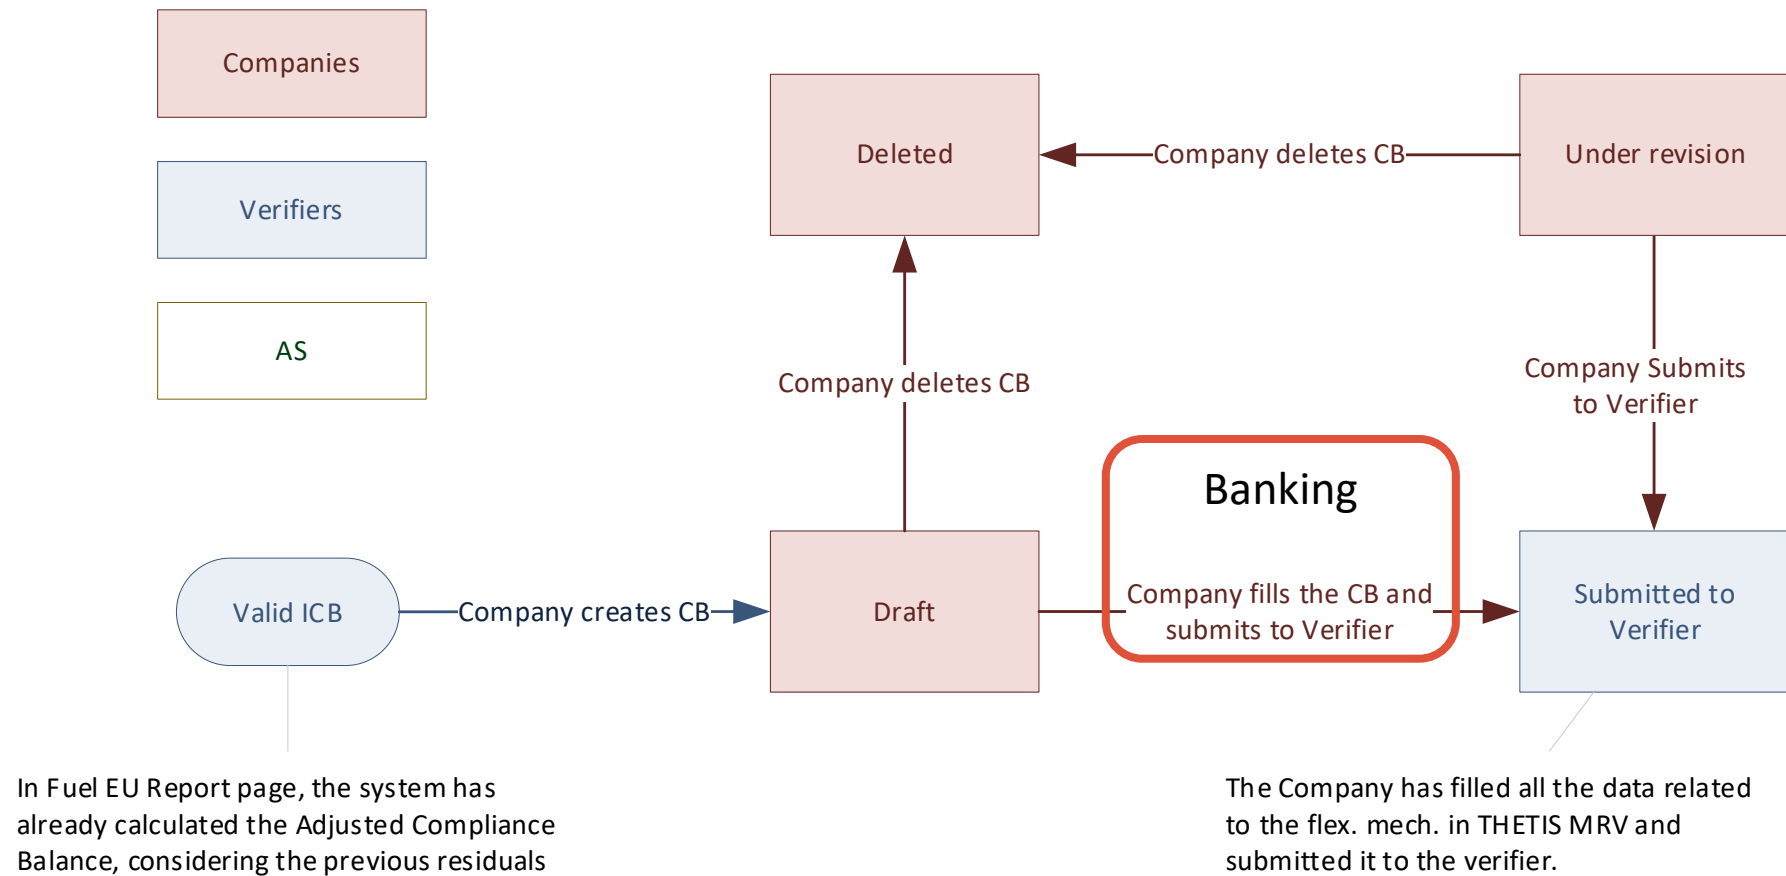 Companies
Verifiers
AS
Deleted
Company deletes CB
Under revision
Company deletes CB
Company Submits
to Verifier
Banking
Valid ICB
Company creates CB
Draft
Company fills the CB and
submits to Verifier
Submitted to
Verifier
In Fuel EU Report page, the system has
already calculated the Adjusted Compliance
Balance, considering the previous residuals
The Company has filled all the data related
to the flex. mech. in THETIS MRV and
submitted it to the verifier.